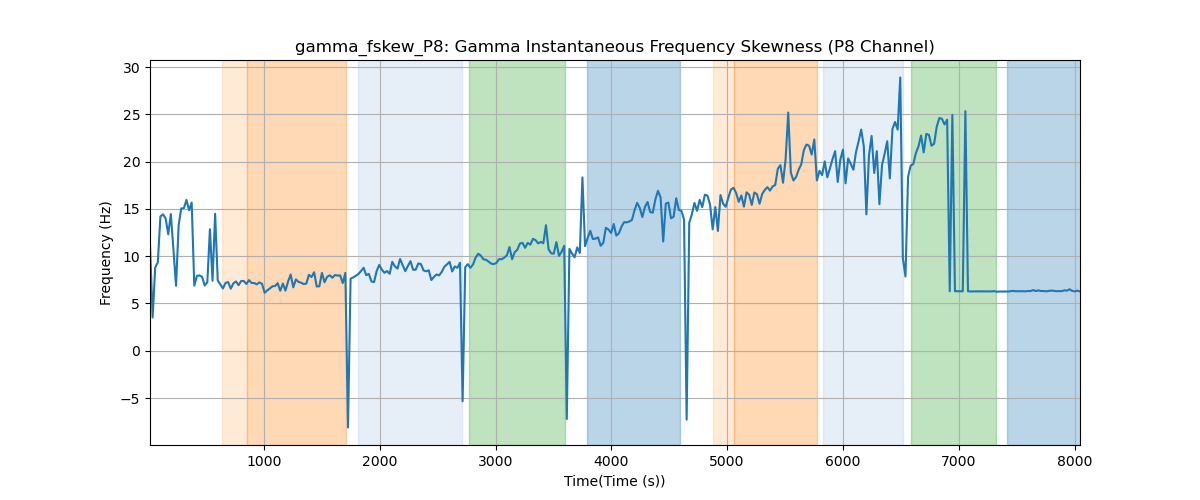 gamma_fskew_P8: Gamma Instantaneous Frequency Skewness (P8 Channel)
30
25
20
15
10
5
0
−5
Frequency (Hz)
1000 2000 3000 4000 5000 6000 7000 8000
Time(Time (s))